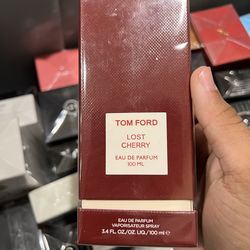 TOM FORD
LOST
CHERRY
EAU DE PARFUM
100 ML
EAU DE PARFUM
VAPORISATEUR SPRAY
3.4 FL. OZ./OZ. LIQ./100 ml ℮